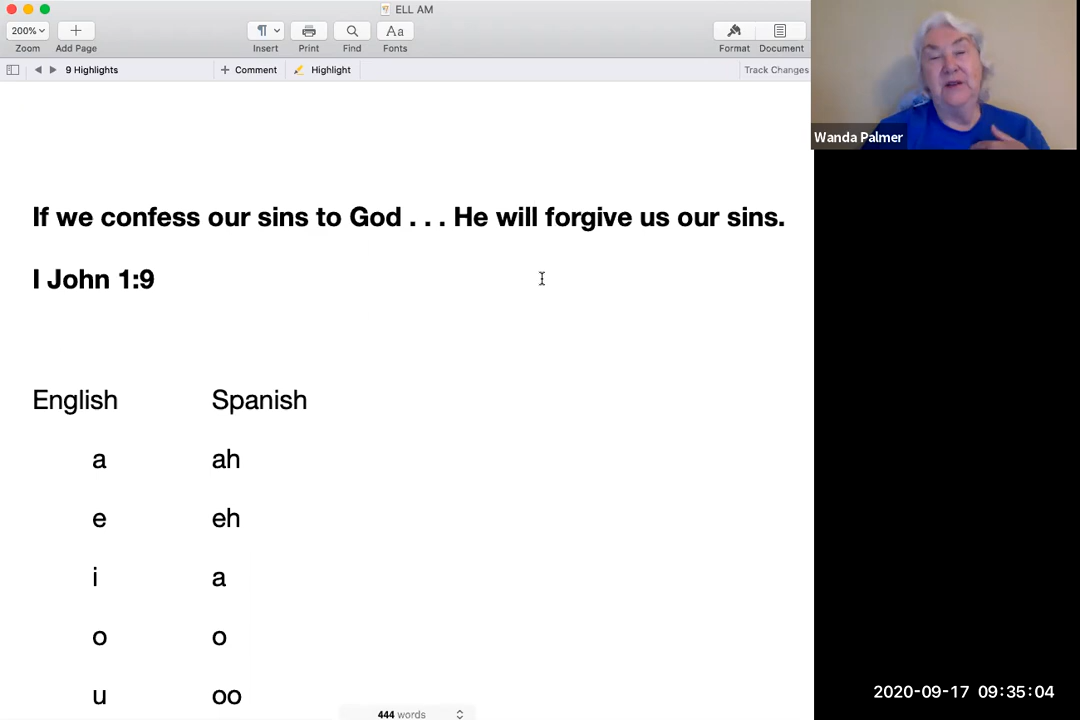 ELL AM
200%
Zoom
Add Page
Insert
Print
Aa
Find
Fonts
Format
Document
9 Highlights
+ Comment
Highlight
Track Changes
Wanda Palmer
If we confess our sins to God . . . He will forgive us our sins.
I John 1:9
English Spanish
a ah
e eh
i a
o o
u oo
444 words
2020-09-17 09:35:04